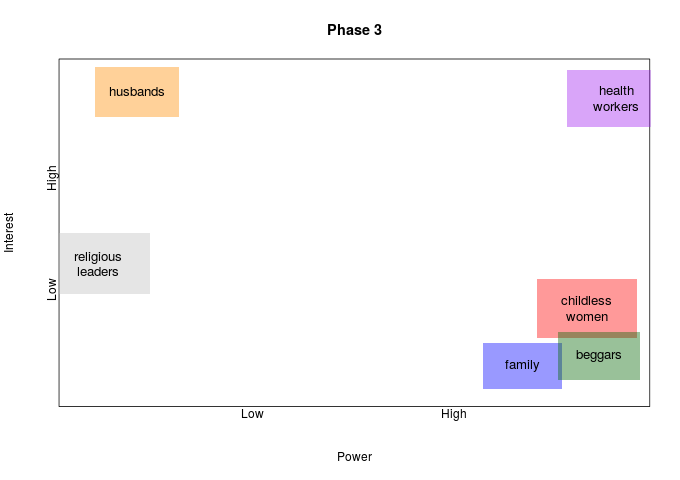 Phase 3
husbands
health
workers
High
Interest
religious
leaders
Low
childless
women
beggars
family
Low
High
Power